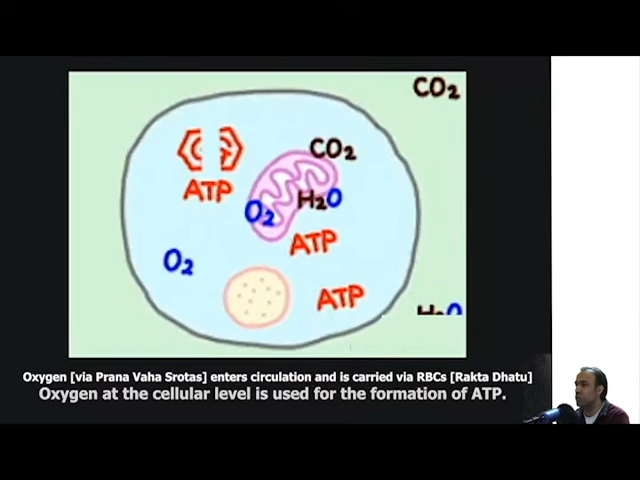 CO2
CO2
ATP
H2O
O2
ATP
O2
ATP
H2O
Oxygen [via Prana Vaha Srotas] enters circulation and is carried via RBCs [Rakta Dhatu]
Oxygen at the cellular level is used for the formation of ATP.